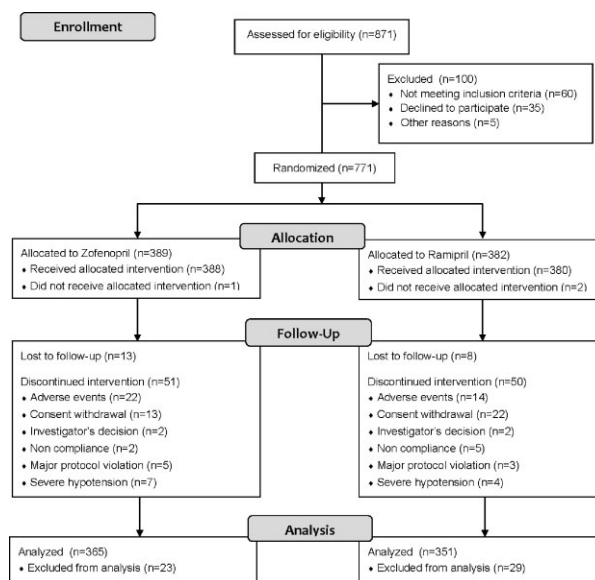 Enrollment
Assessed for eligibility (n=871)
Excluded (n=100)
♦ Not meeting inclusion criteria (n=60)
♦ Declined to participate (n=35)
♦ Other reasons (n=5)
Randomized (n=771)
Allocation
Allocated to Zofenopril (n=389)
♦ Received allocated intervention (n=388)
♦ Did not receive allocated intervention (n=1)
Allocated to Ramipril (n=382)
♦ Received allocated intervention (n=380)
♦ Did not receive allocated intervention (n=2)
Follow-Up
Lost to follow-up (n=13)
Discontinued intervention (n=51)
♦ Adverse events (n=22)
♦ Consent withdrawal (n=13)
♦ Investigator's decision (n=2)
♦ Non compliance (n=2)
♦ Major protocol violation (n=5)
♦ Severe hypotension (n=7)
Lost to follow-up (n=8)
Discontinued intervention (n=50)
♦ Adverse events (n=14)
♦ Consent withdrawal (n=22)
♦ Investigator's decision (n=2)
♦ Non compliance (n=5)
♦ Major protocol violation (n=3)
♦ Severe hypotension (n=4)
Analysis
Analyzed (n=365)
♦ Excluded from analysis (n=23)
Analyzed (n=351)
♦ Excluded from analysis (n=29)